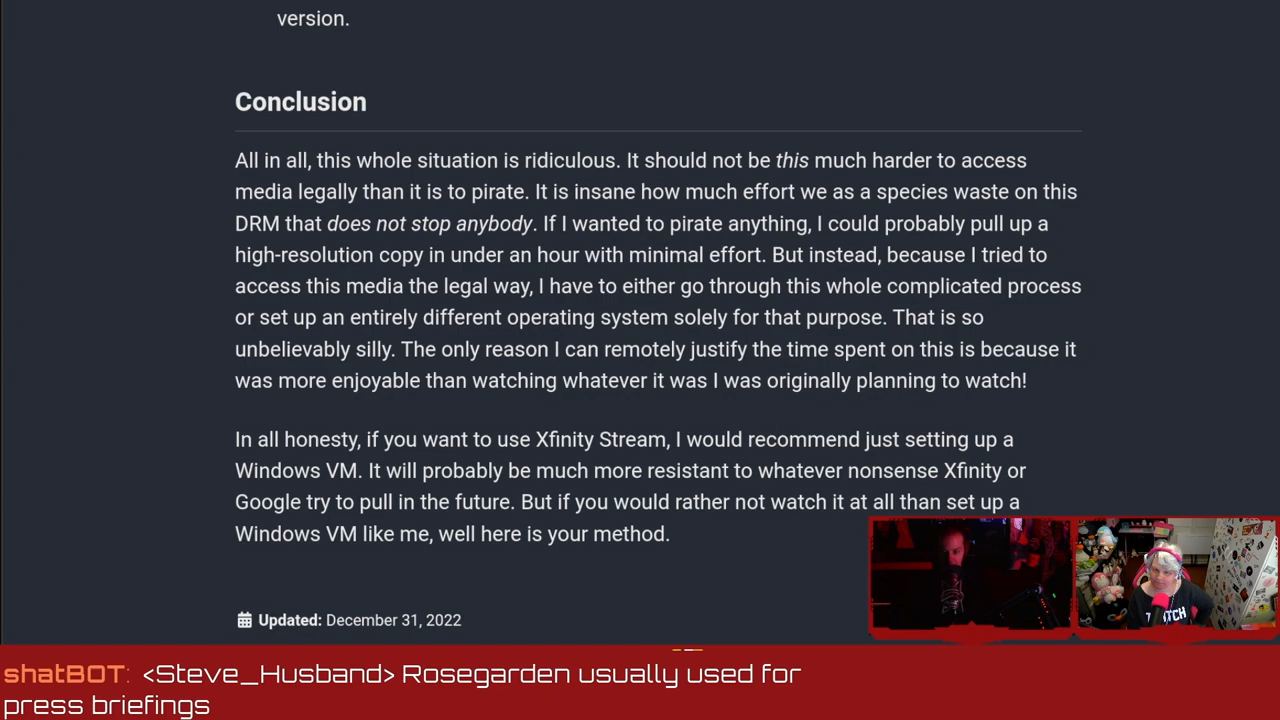 version.
Conclusion
All in all, this whole situation is ridiculous. It should not be this much harder to access
media legally than it is to pirate. It is insane how much effort we as a species waste on this
DRM that does not stop anybody. If I wanted to pirate anything, I could probably pull up a
high-resolution copy in under an hour with minimal effort. But instead, because I tried to
access this media the legal way, I have to either go through this whole complicated process
or set up an entirely different operating system solely for that purpose. That is so
unbelievably silly. The only reason I can remotely justify the time spent on this is because it
was more enjoyable than watching whatever it was I was originally planning to watch!
In all honesty, if you want to use Xfinity Stream, I would recommend just setting up a
Windows VM. It will probably be much more resistant to whatever nonsense Xfinity or
Google try to pull in the future. But if you would rather not watch it at all than set up a
Windows VM like me, well here is your method.
Updated: December 31, 2022
shatBOT: <Steve_Husband> Rosegarden usually used for
press briefings